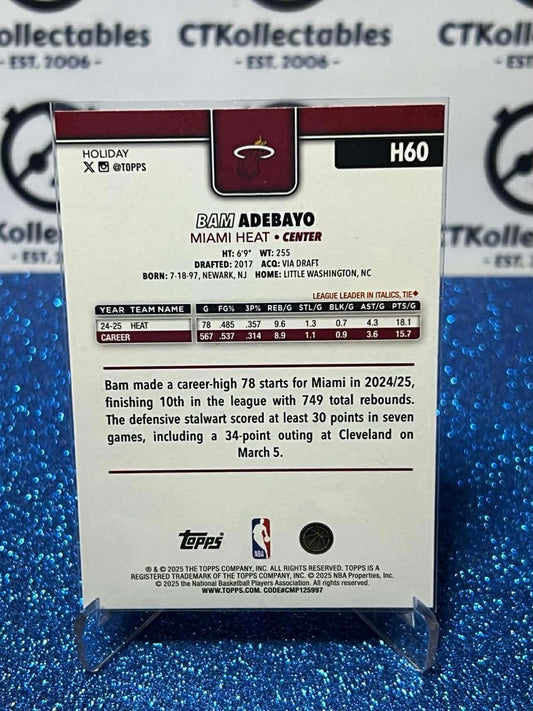 ollectables CTKollectables
EST. 2006 - - EST. 2006 -
CTKollectables
- EST. 2006 -
HOLIDAY
@TOPPS
H60
BAM ADEBAYO
MIAMI HEAT • CENTER
HT: 6'9" WT: 255
DRAFTED: 2017 ACQ: VIA DRAFT
BORN: 7-18-97, NEWARK, NJ HOME: LITTLE WASHINGTON, NC
LEAGUE LEADER IN ITALICS, TIE♦
YEAR TEAM NAME G FG% 3P% REB/G STL/G BLK/G AST/G PTS/G
24-25 HEAT 78 .485 .357 9.6 1.3 0.7 4.3 18.1
CAREER 567 .537 .314 8.9 1.1 0.9 3.6 15.7
Bam made a career-high 78 starts for Miami in 2024/25,
finishing 10th in the league with 749 total rebounds.
The defensive stalwart scored at least 30 points in seven
games, including a 34-point outing at Cleveland on
March 5.
topps
NBA
® & © 2025 THE TOPPS COMPANY, INC. ALL RIGHTS RESERVED. TOPPS IS A
REGISTERED TRADEMARK OF THE TOPPS COMPANY, INC. © 2025 NBA Properties, Inc.
© 2025 the National Basketball Players Association. All rights reserved.
WWW.TOPPS.COM. CODE#CMP125997